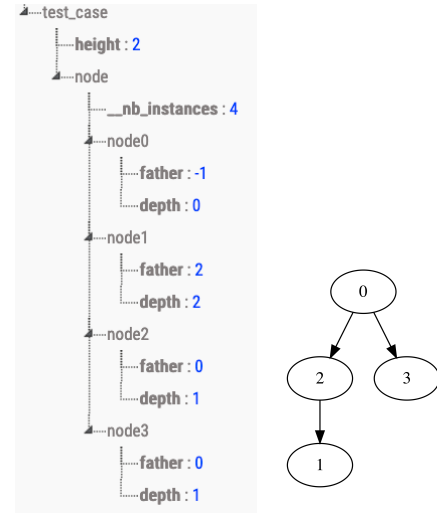 test_case
height : 2
node
__nb_instances : 4
node0
father : -1
depth : 0
node1
father : 2
depth : 2
node2
father : 0
depth : 1
node3
father : 0
depth : 1
0
2 3
1